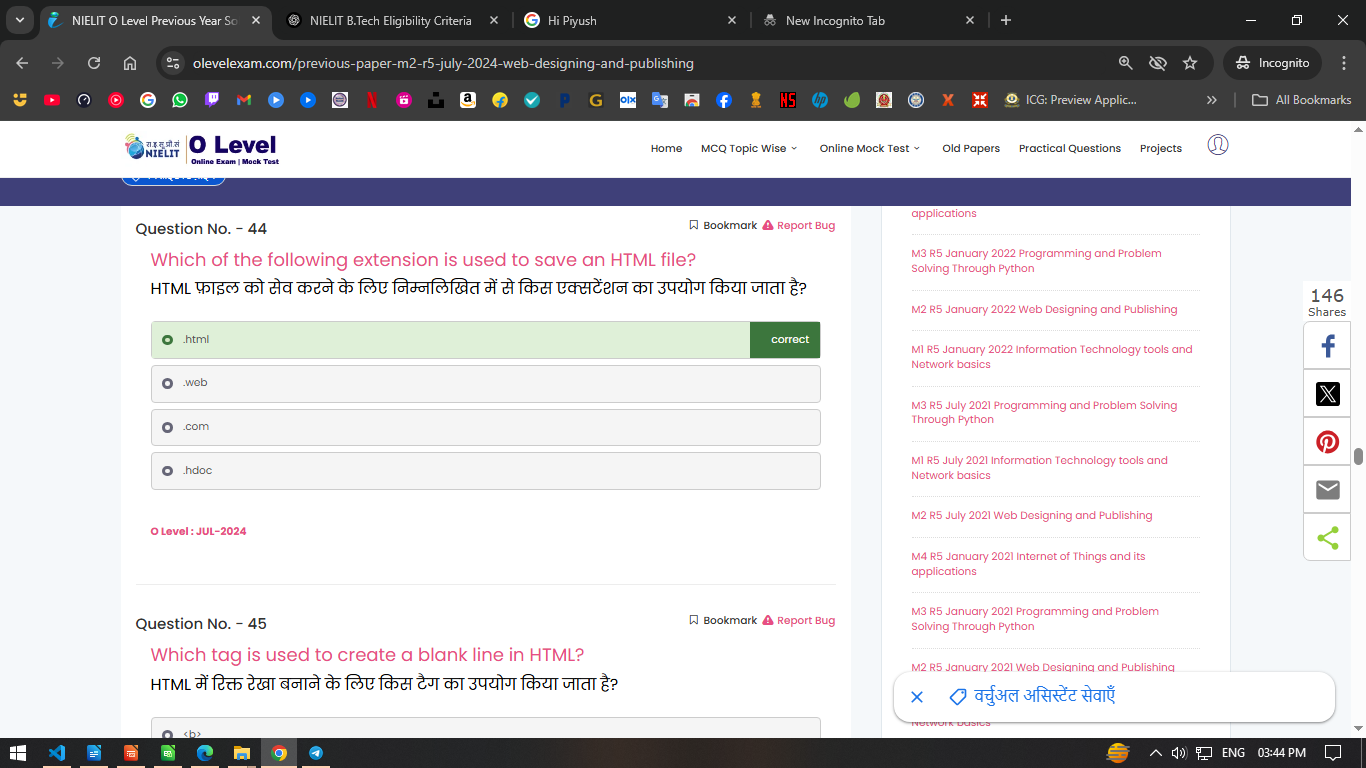 NIELIT O Level Previous Year So
NIELIT B.Tech Eligibility Criteria
Hi Piyush
New Incognito Tab
olevelexam.com/previous-paper-m2-r5-july-2024-web-designing-and-publishing
Incognito
ICG: Preview Applic...
All Bookmarks
रा.इ.सू.प्रौ.सं
NIELIT
O Level
Online Exam | Mock Test
Home
MCQ Topic Wise
Online Mock Test
Old Papers
Practical Questions
Projects
Question No. - 44
Bookmark
Report Bug
Which of the following extension is used to save an HTML file?
HTML फ़ाइल को सेव करने के लिए निम्नलिखित में से किस एक्सटेंशन का उपयोग किया जाता है?
.html
correct
.web
.com
.hdoc
O Level : JUL-2024
Question No. - 45
Bookmark
Report Bug
Which tag is used to create a blank line in HTML?
HTML में रिक्त रेखा बनाने के लिए किस टैग का उपयोग किया जाता है?
<b>
applications
M3 R5 January 2022 Programming and Problem
Solving Through Python
M2 R5 January 2022 Web Designing and Publishing
M1 R5 January 2022 Information Technology tools and
Network basics
M3 R5 July 2021 Programming and Problem Solving
Through Python
M1 R5 July 2021 Information Technology tools and
Network basics
M2 R5 July 2021 Web Designing and Publishing
M4 R5 January 2021 Internet of Things and its
applications
M3 R5 January 2021 Programming and Problem
Solving Through Python
M2 R5 January 2021 Web Designing and Publishing
वर्चुअल असिस्टेंट सेवाएँ
Network basics
146
Shares
ENG
03:44 PM